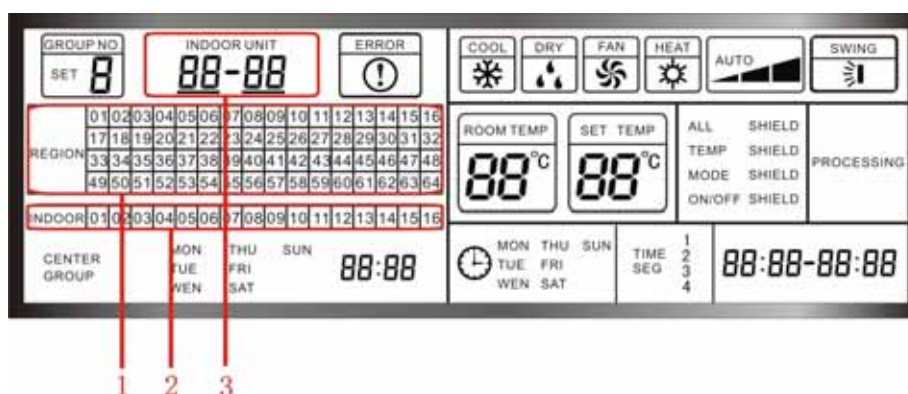 GROUP NO
SET 8
INDOOR UNIT
88-88
ERROR
COOL
DRY
FAN
HEAT
AUTO
SWING
REGION
01 02 03 04 05 06 07 08 09 10 11 12 13 14 15 16
17 18 19 20 21 22 23 24 25 26 27 28 29 30 31 32
33 34 35 36 37 38 39 40 41 42 43 44 45 46 47 48
49 50 51 52 53 54 55 56 57 58 59 60 61 62 63 64
INDOOR 01 02 03 04 05 06 07 08 09 10 11 12 13 14 15 16
CENTER
GROUP
MON THU SUN
TUE FRI
WEN SAT
88:88
ROOM TEMP
88°C
SET TEMP
88°C
ALL SHIELD
TEMP SHIELD
MODE SHIELD
ON/OFF SHIELD
PROCESSING
MON THU SUN
TUE FRI
WEN SAT
TIME
SEG
1
2
3
4
88:88-88:88
1 2 3